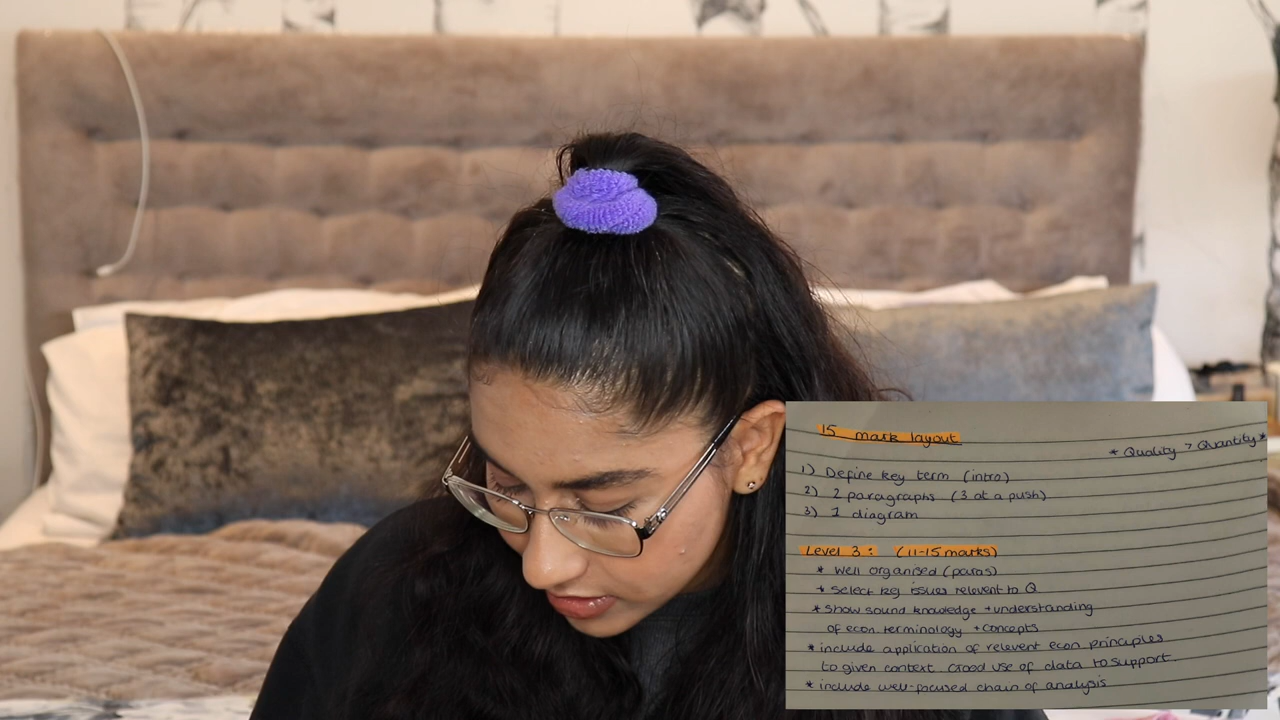 15 mark layout
* Quality > Quantity *
1) Define key term (intro)
2) 2 paragraphs (3 at a push)
3) 1 diagram
Level 3 : (11-15 marks)
* well organised (paras)
* select key issues relevent to Q
* show sound knowledge + understanding
of econ. terminology + concepts
* include application of relevent econ principles
to given context. Good use of data to support.
* include well-focused chain of analysis